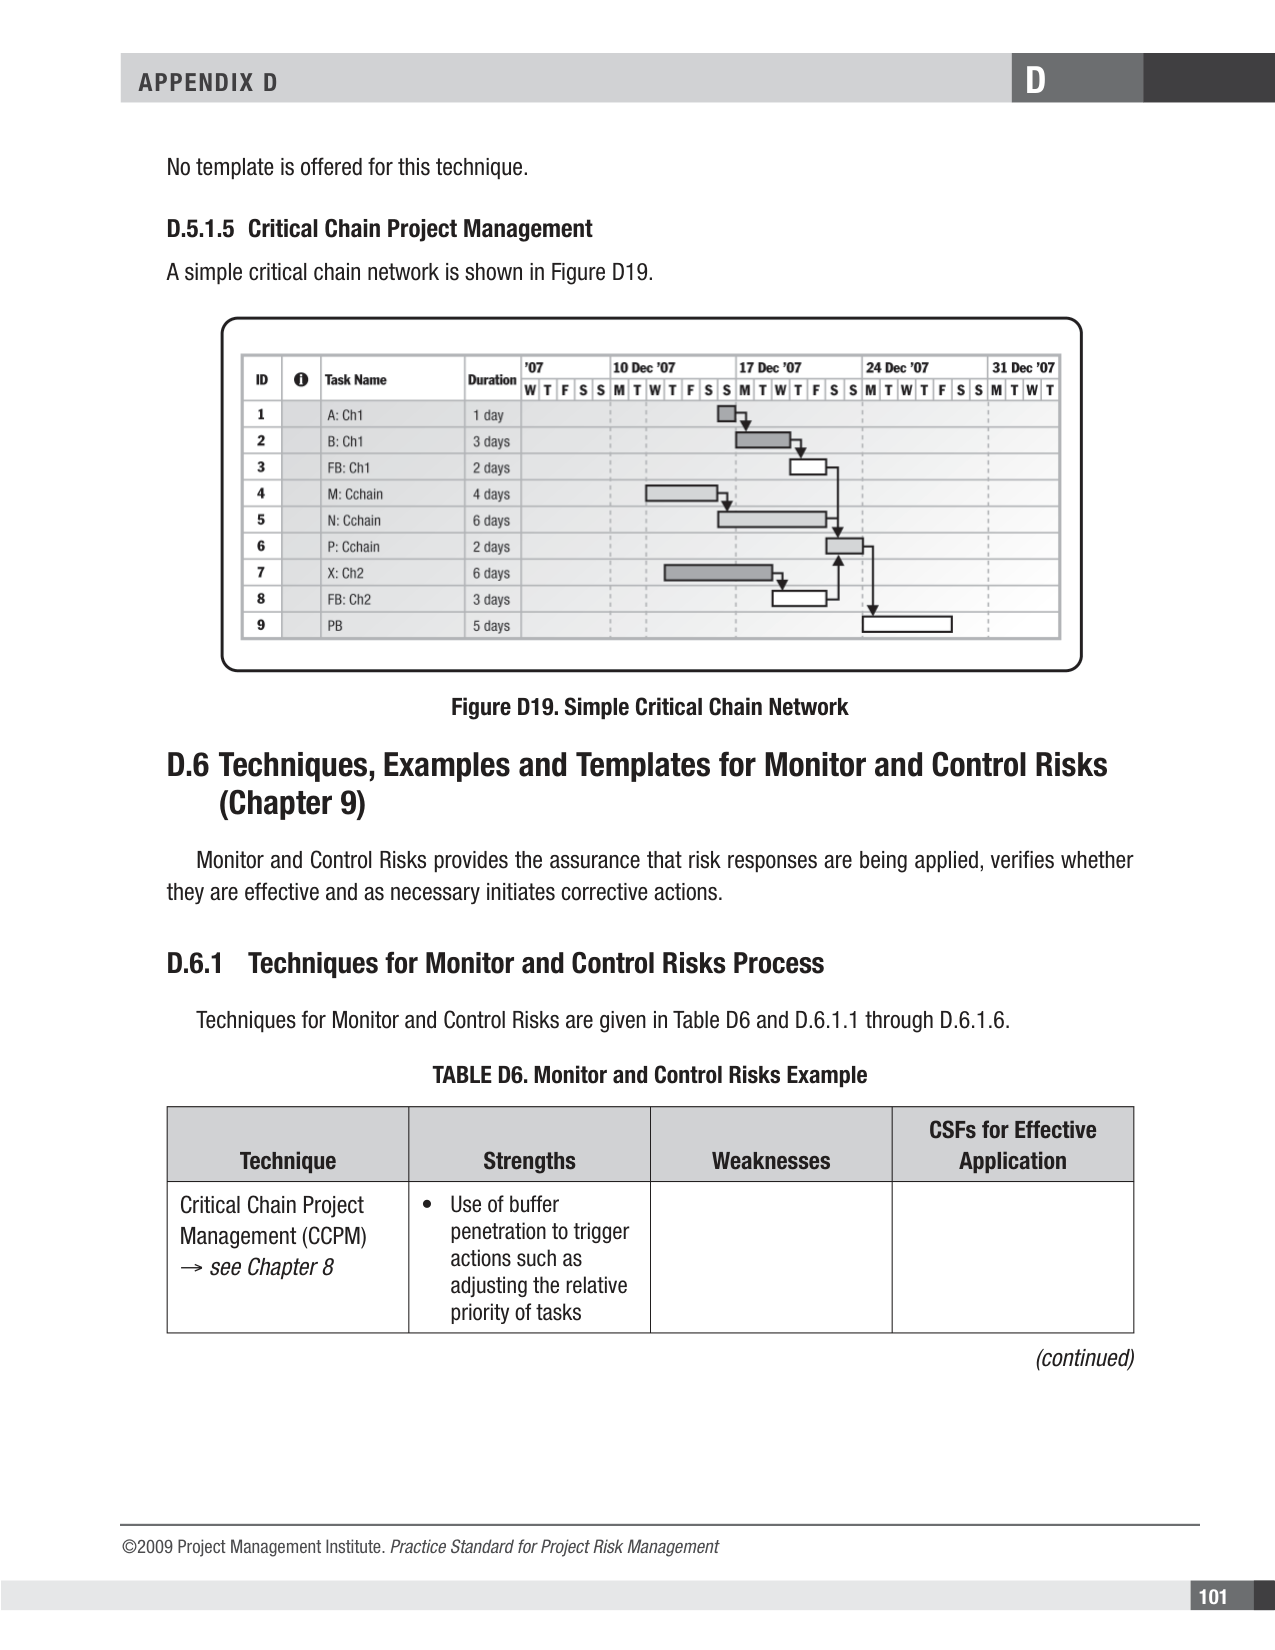 APPENDIX D
D
No template is offered for this technique.
D.5.1.5 Critical Chain Project Management
A simple critical chain network is shown in Figure D19.
ID i Task Name Duration '07 10 Dec '07 17 Dec '07 24 Dec '07 31 Dec '07
W T F S S M T W T F S S M T W T F S S M T W T F S S M T W T
1 A: Ch1 1 day
2 B: Ch1 3 days
3 FB: Ch1 2 days
4 M: Cchain 4 days
5 N: Cchain 6 days
6 P: Cchain 2 days
7 X: Ch2 6 days
8 FB: Ch2 3 days
9 PB 5 days
Figure D19. Simple Critical Chain Network
D.6 Techniques, Examples and Templates for Monitor and Control Risks
(Chapter 9)
Monitor and Control Risks provides the assurance that risk responses are being applied, verifies whether
they are effective and as necessary initiates corrective actions.
D.6.1 Techniques for Monitor and Control Risks Process
Techniques for Monitor and Control Risks are given in Table D6 and D.6.1.1 through D.6.1.6.
TABLE D6. Monitor and Control Risks Example
Technique
Strengths
Weaknesses
CSFs for Effective
Application
Critical Chain Project
Management (CCPM)
→ see Chapter 8
• Use of buffer
penetration to trigger
actions such as
adjusting the relative
priority of tasks
(continued)
©2009 Project Management Institute. Practice Standard for Project Risk Management
101